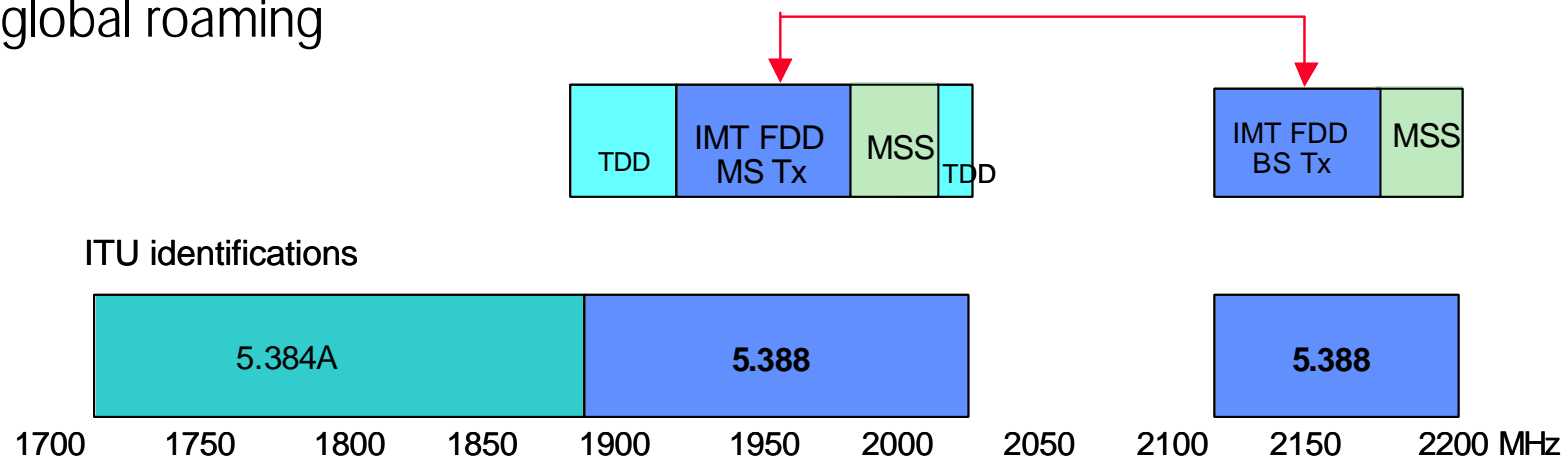 global roaming
TDD
IMT FDD
MS Tx
MSS
TDD
IMT FDD
BS Tx
MSS
ITU identifications
5.384A
5.388
5.388
1700 1750 1800 1850 1900 1950 2000 2050 2100 2150 2200 MHz